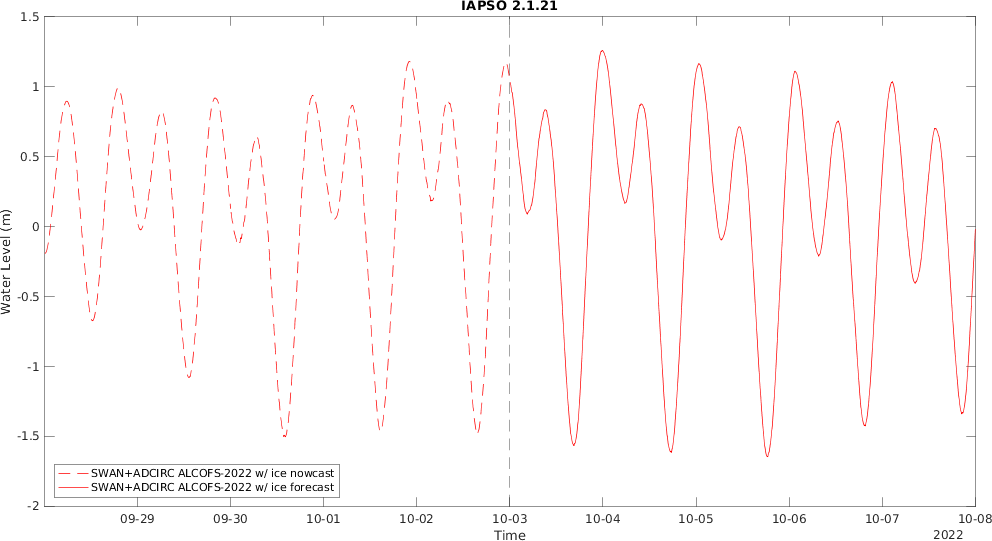 IAPSO 2.1.21
1.5
1
0.5
0
-0.5
-1
-1.5
-2
Water Level (m)
SWAN+ADCIRC ALCOFS-2022 w/ ice nowcast
SWAN+ADCIRC ALCOFS-2022 w/ ice forecast
09-29 09-30 10-01 10-02 10-03 10-04 10-05 10-06 10-07 10-08
Time
2022